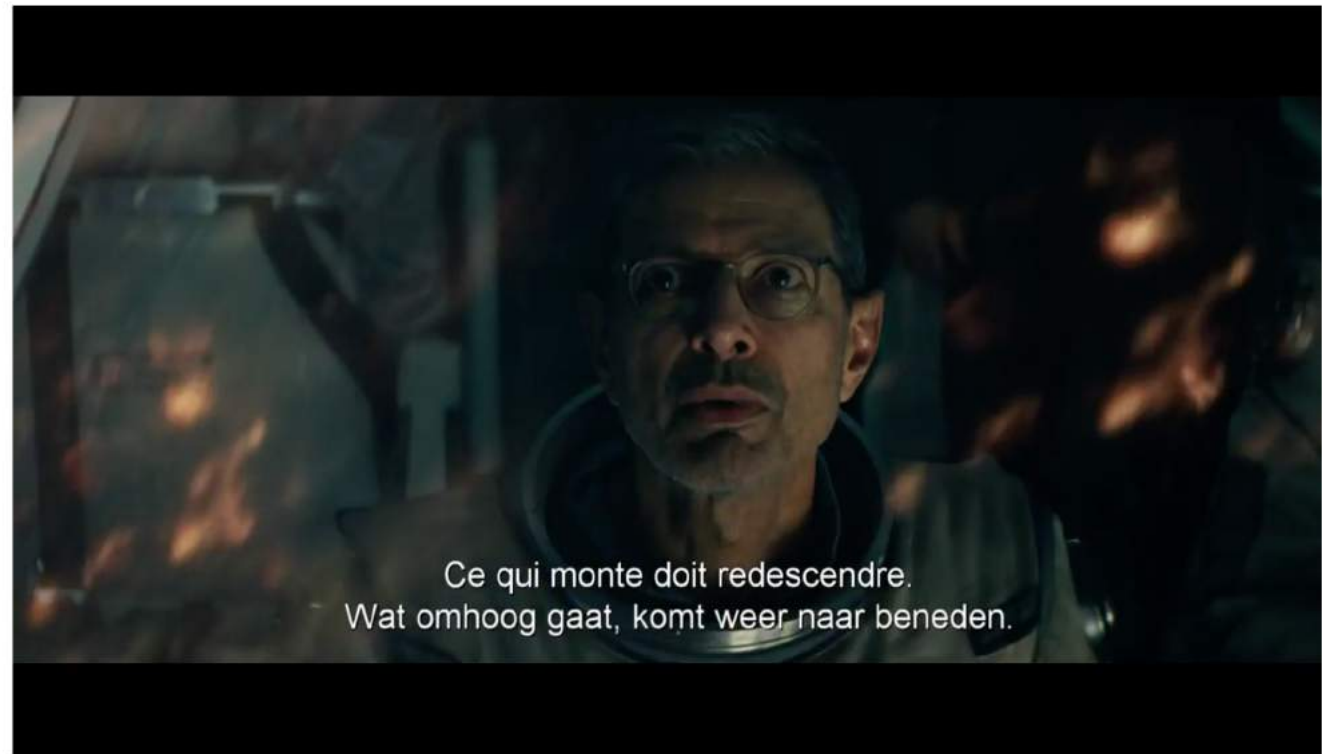 Ce qui monte doit redescendre.
Wat omhoog gaat, komt weer naar beneden.